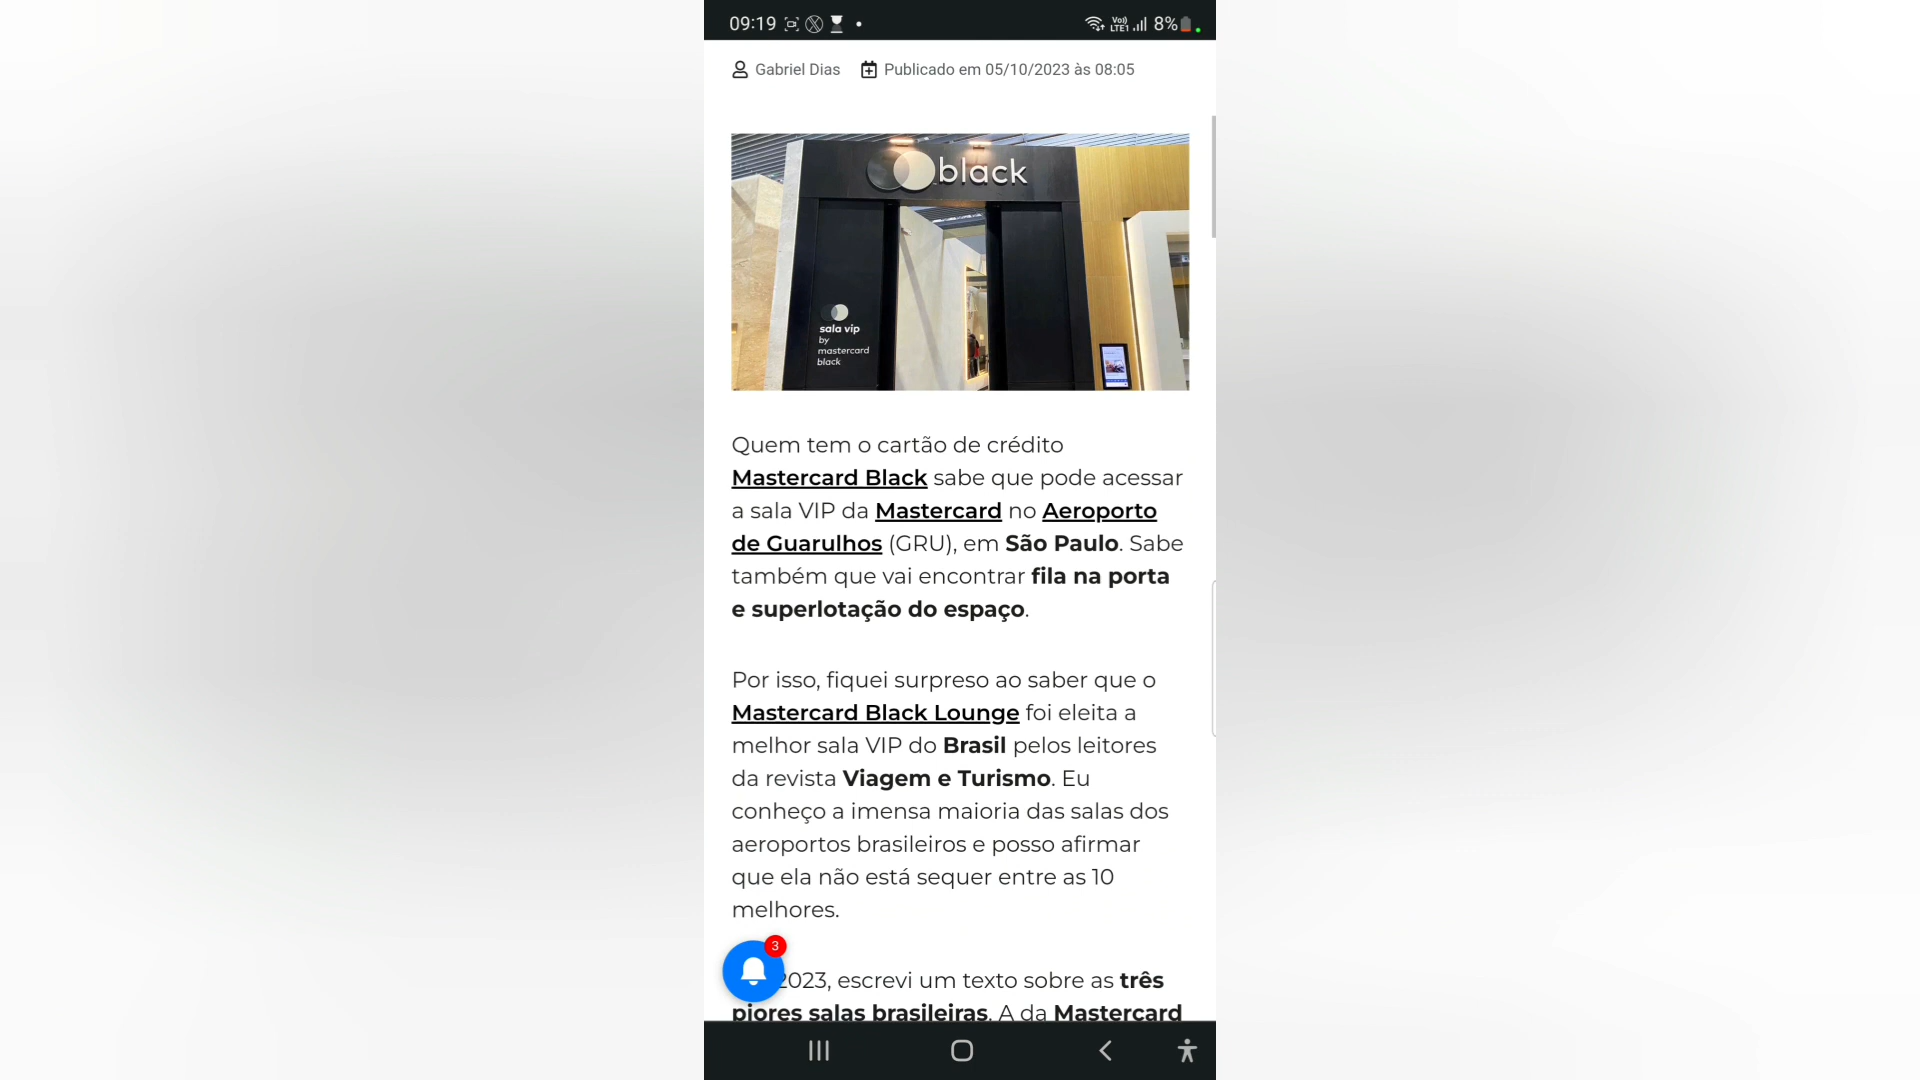 09:19
Vo)) LTE1 8%
Gabriel Dias Publicado em 05/10/2023 às 08:05
black
sala vip
by
mastercard
black
Quem tem o cartão de crédito
Mastercard Black sabe que pode acessar
a sala VIP da Mastercard no Aeroporto
de Guarulhos (GRU), em São Paulo. Sabe
também que vai encontrar fila na porta
e superlotação do espaço.
Por isso, fiquei surpreso ao saber que o
Mastercard Black Lounge foi eleita a
melhor sala VIP do Brasil pelos leitores
da revista Viagem e Turismo. Eu
conheço a imensa maioria das salas dos
aeroportos brasileiros e posso afirmar
que ela não está sequer entre as 10
melhores.
3
2023, escrevi um texto sobre as três
piores salas brasileiras. A da Mastercard